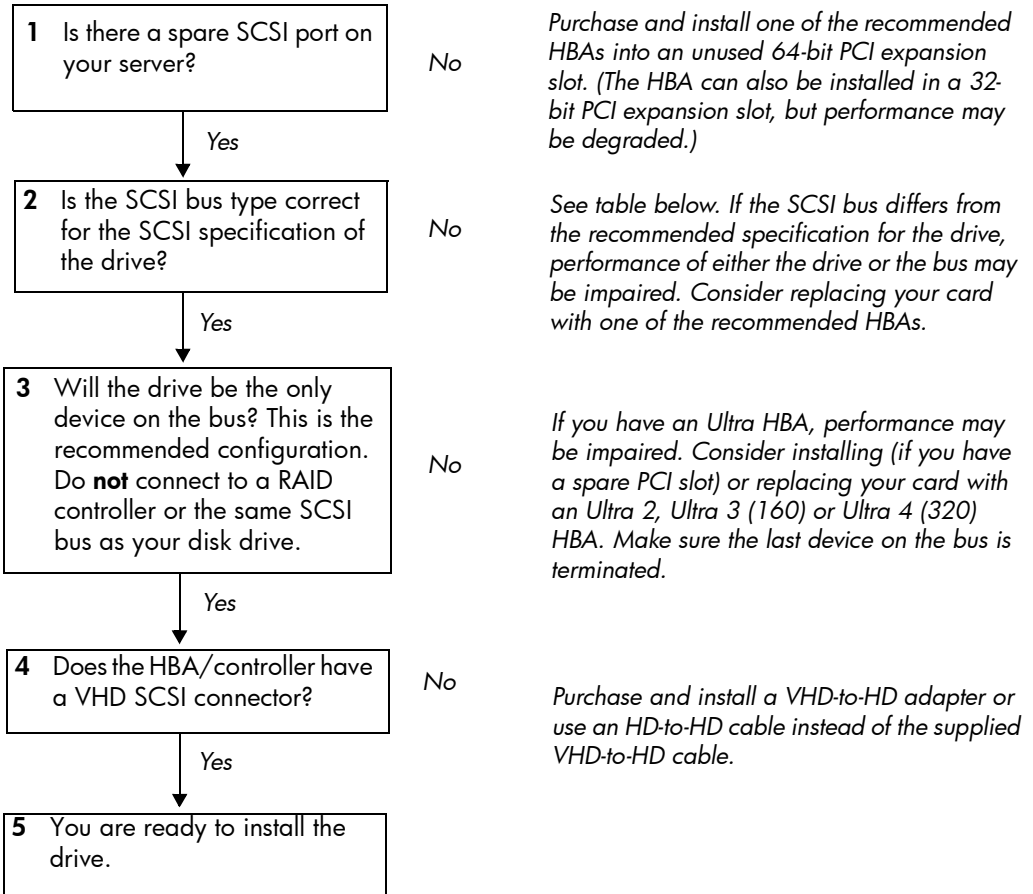 1 Is there a spare SCSI port on
your server?
No
Purchase and install one of the recommended
HBAs into an unused 64-bit PCI expansion
slot. (The HBA can also be installed in a 32-
bit PCI expansion slot, but performance may
be degraded.)
Yes
2 Is the SCSI bus type correct
for the SCSI specification of
the drive?
No
See table below. If the SCSI bus differs from
the recommended specification for the drive,
performance of either the drive or the bus may
be impaired. Consider replacing your card
with one of the recommended HBAs.
Yes
3 Will the drive be the only
device on the bus? This is the
recommended configuration.
Do not connect to a RAID
controller or the same SCSI
bus as your disk drive.
No
If you have an Ultra HBA, performance may
be impaired. Consider installing (if you have
a spare PCI slot) or replacing your card with
an Ultra 2, Ultra 3 (160) or Ultra 4 (320)
HBA. Make sure the last device on the bus is
terminated.
Yes
4 Does the HBA/controller have
a VHD SCSI connector?
No
Purchase and install a VHD-to-HD adapter or
use an HD-to-HD cable instead of the supplied
VHD-to-HD cable.
Yes
5 You are ready to install the
drive.